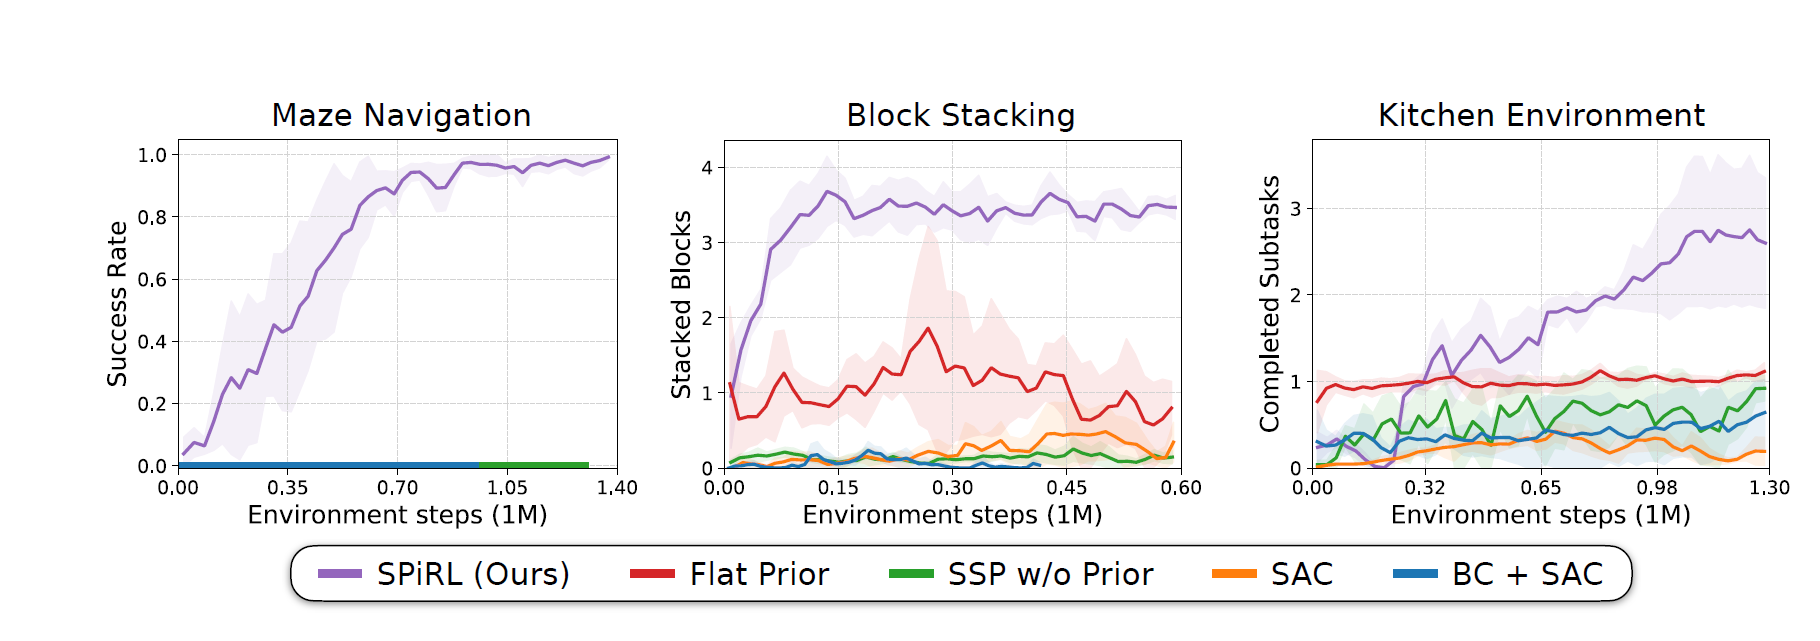 Maze Navigation
Success Rate
1.0
0.8
0.6
0.4
0.2
0.0
0.00 0.35 0.70 1.05 1.40
Environment steps (1M)
Block Stacking
Stacked Blocks
4
3
2
1
0
0.00 0.15 0.30 0.45 0.60
Environment steps (1M)
Kitchen Environment
Completed Subtasks
3
2
1
0
0.00 0.32 0.65 0.98 1.30
Environment steps (1M)
SPiRL (Ours) Flat Prior SSP w/o Prior SAC BC + SAC